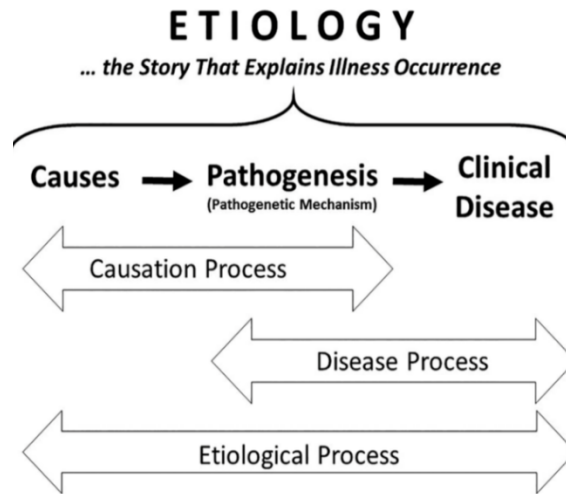 ETIOLOGY
... the Story That Explains Illness Occurrence
Causes
Pathogenesis
(Pathogenetic Mechanism)
Clinical
Disease
Causation Process
Disease Process
Etiological Process